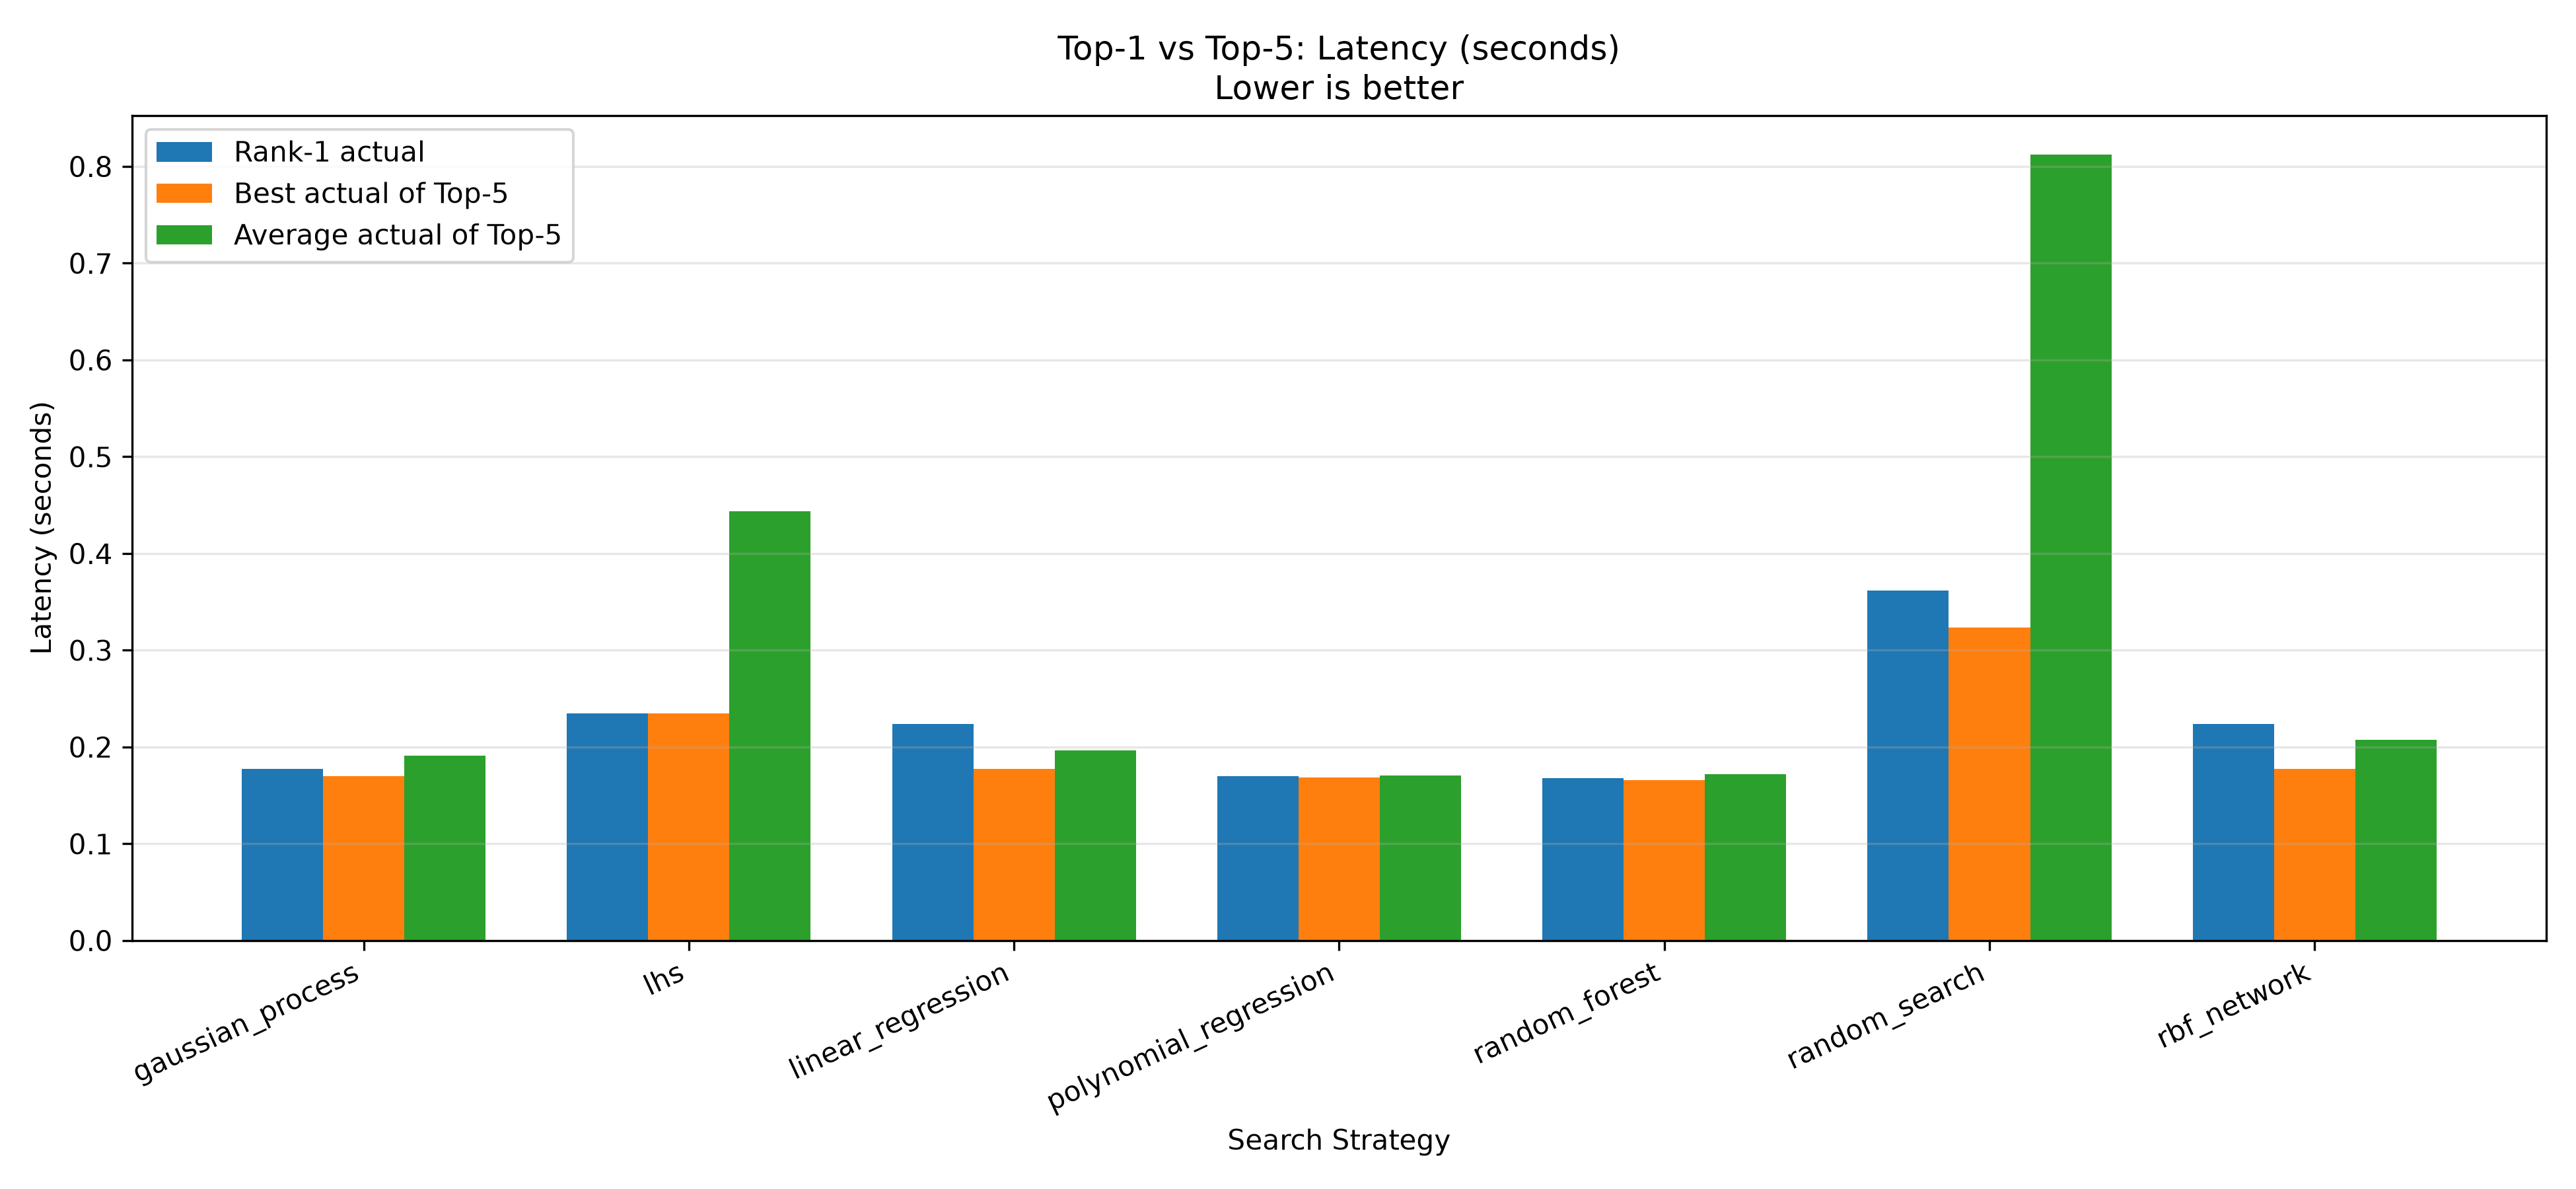 Top-1 vs Top-5: Latency (seconds)
Lower is better
Rank-1 actual
Best actual of Top-5
Average actual of Top-5
Latency (seconds)
0.8
0.7
0.6
0.5
0.4
0.3
0.2
0.1
0.0
gaussian_process
lhs
linear_regression
polynomial_regression
random_forest
random_search
rbf_network
Search Strategy